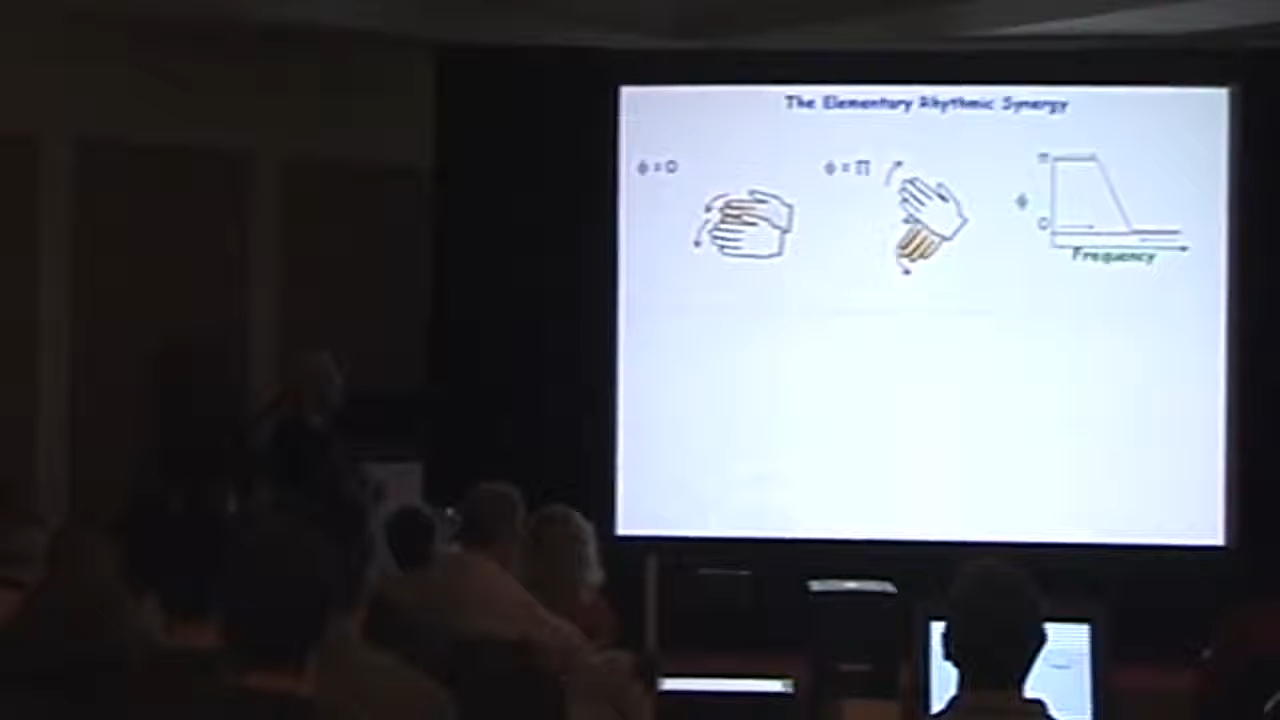 The Elementary Rhythmic Synergy
ϕ = 0
ϕ = Π
Π
ϕ
0
Frequency